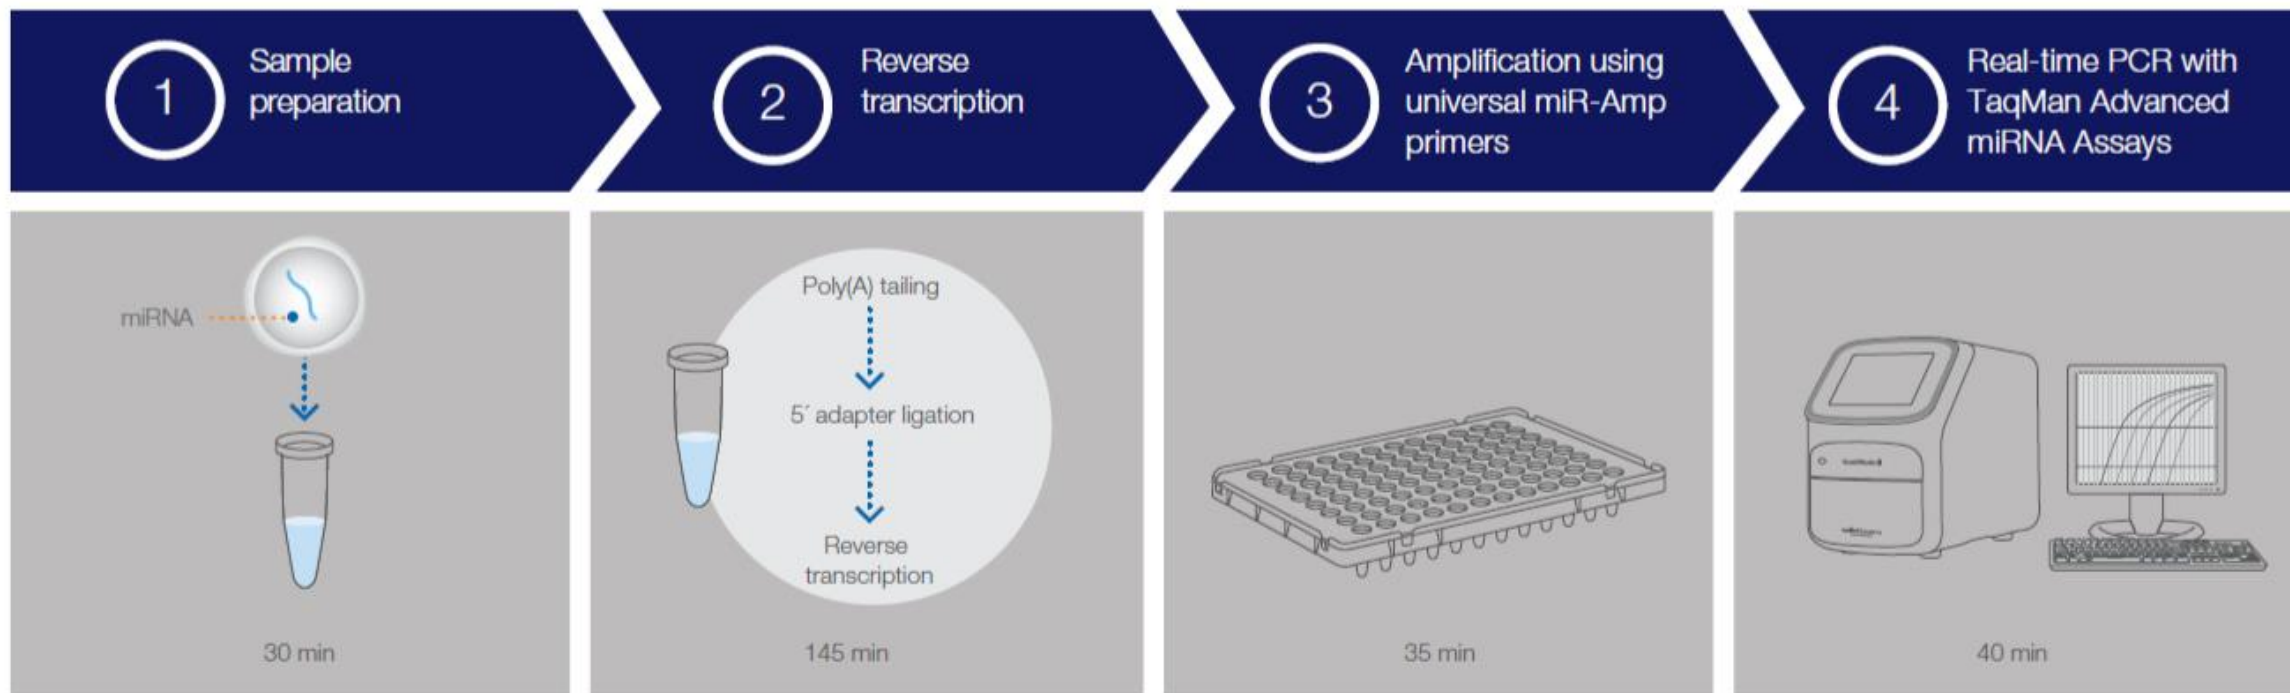 1
Sample
preparation
2
Reverse
transcription
3
Amplification using
universal miR-Amp
primers
4
Real-time PCR with
TaqMan Advanced
miRNA Assays
miRNA
30 min
Poly(A) tailing
5´ adapter ligation
Reverse
transcription
145 min
35 min
40 min